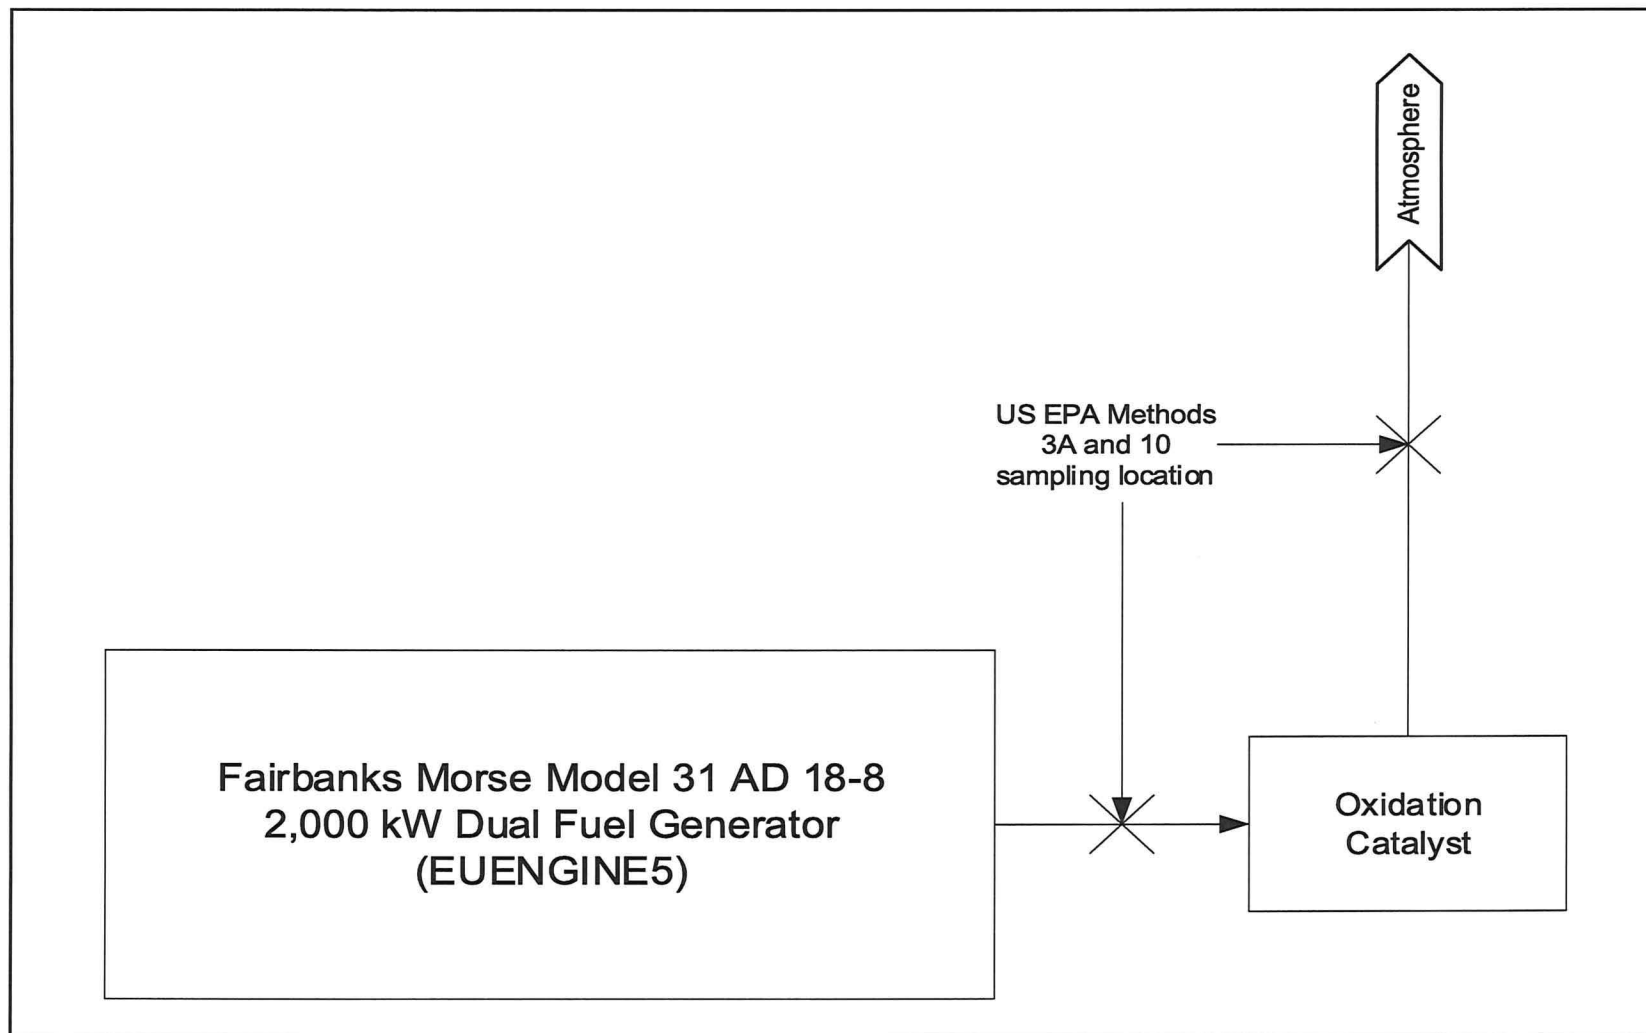 Atmosphere
US EPA Methods
3A and 10
sampling location
Fairbanks Morse Model 31 AD 18-8
2,000 kW Dual Fuel Generator
(EUENGINE5)
Oxidation
Catalyst